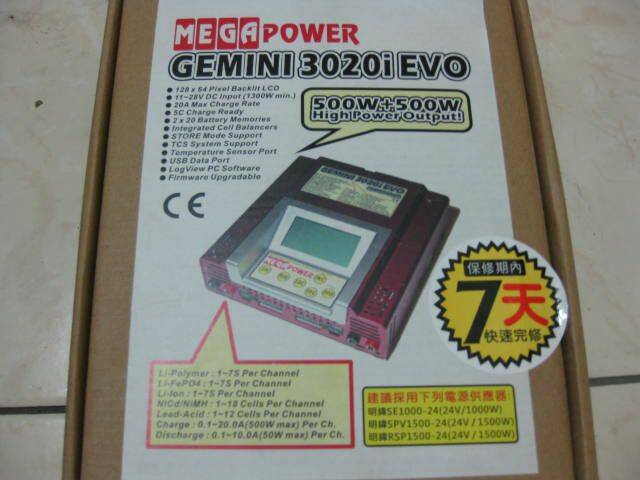 MEGA POWER
GEMINI 3020i EVO
● 128 x 64 Pixel Backlit LCD
● 11~28V DC Input (1300W min.)
● 20A Max Charge Rate
● 5C Charge Ready
● 2 x 20 Battery Memories
● Integrated Cell Balancers
● STORE Mode Support
● TCS System Support
● Temperature Sensor Port
● USB Data Port
● LogView PC Software
● Firmware Upgradable
500W+500W
High Power Output!
CE
GEMINI 3020i EVO
MEGA POWER
保修期內
7天
快速完修
Li-Polymer : 1~7S Per Channel
Li-FePO4 : 1~7S Per Channel
Li-Ion : 1~7S Per Channel
NiCd/NiMH : 1~18 Cells Per Channel
Lead-Acid : 1~12 Cells Per Channel
Charge : 0.1~20.0A(500W max) Per Ch.
Discharge : 0.1~10.0A(50W max) Per Ch.
建議採用下列電源供應器:
明緯SE1000-24(24V/1000W)
明緯SPV1500-24(24V / 1500W)
明緯RSP1500-24(24V / 1500W)